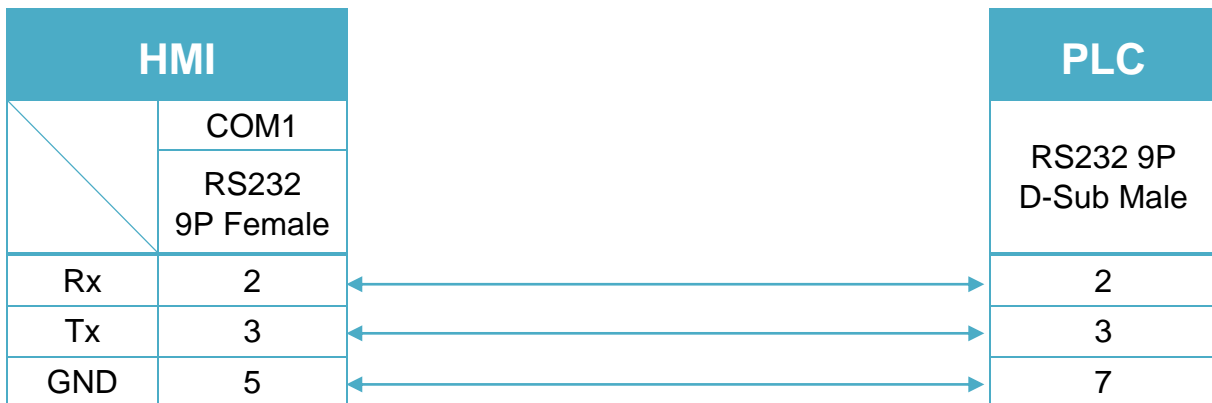 HMI
PLC
COM1
RS232
9P Female
RS232 9P
D-Sub Male
Rx 2 2
Tx 3 3
GND 5 7